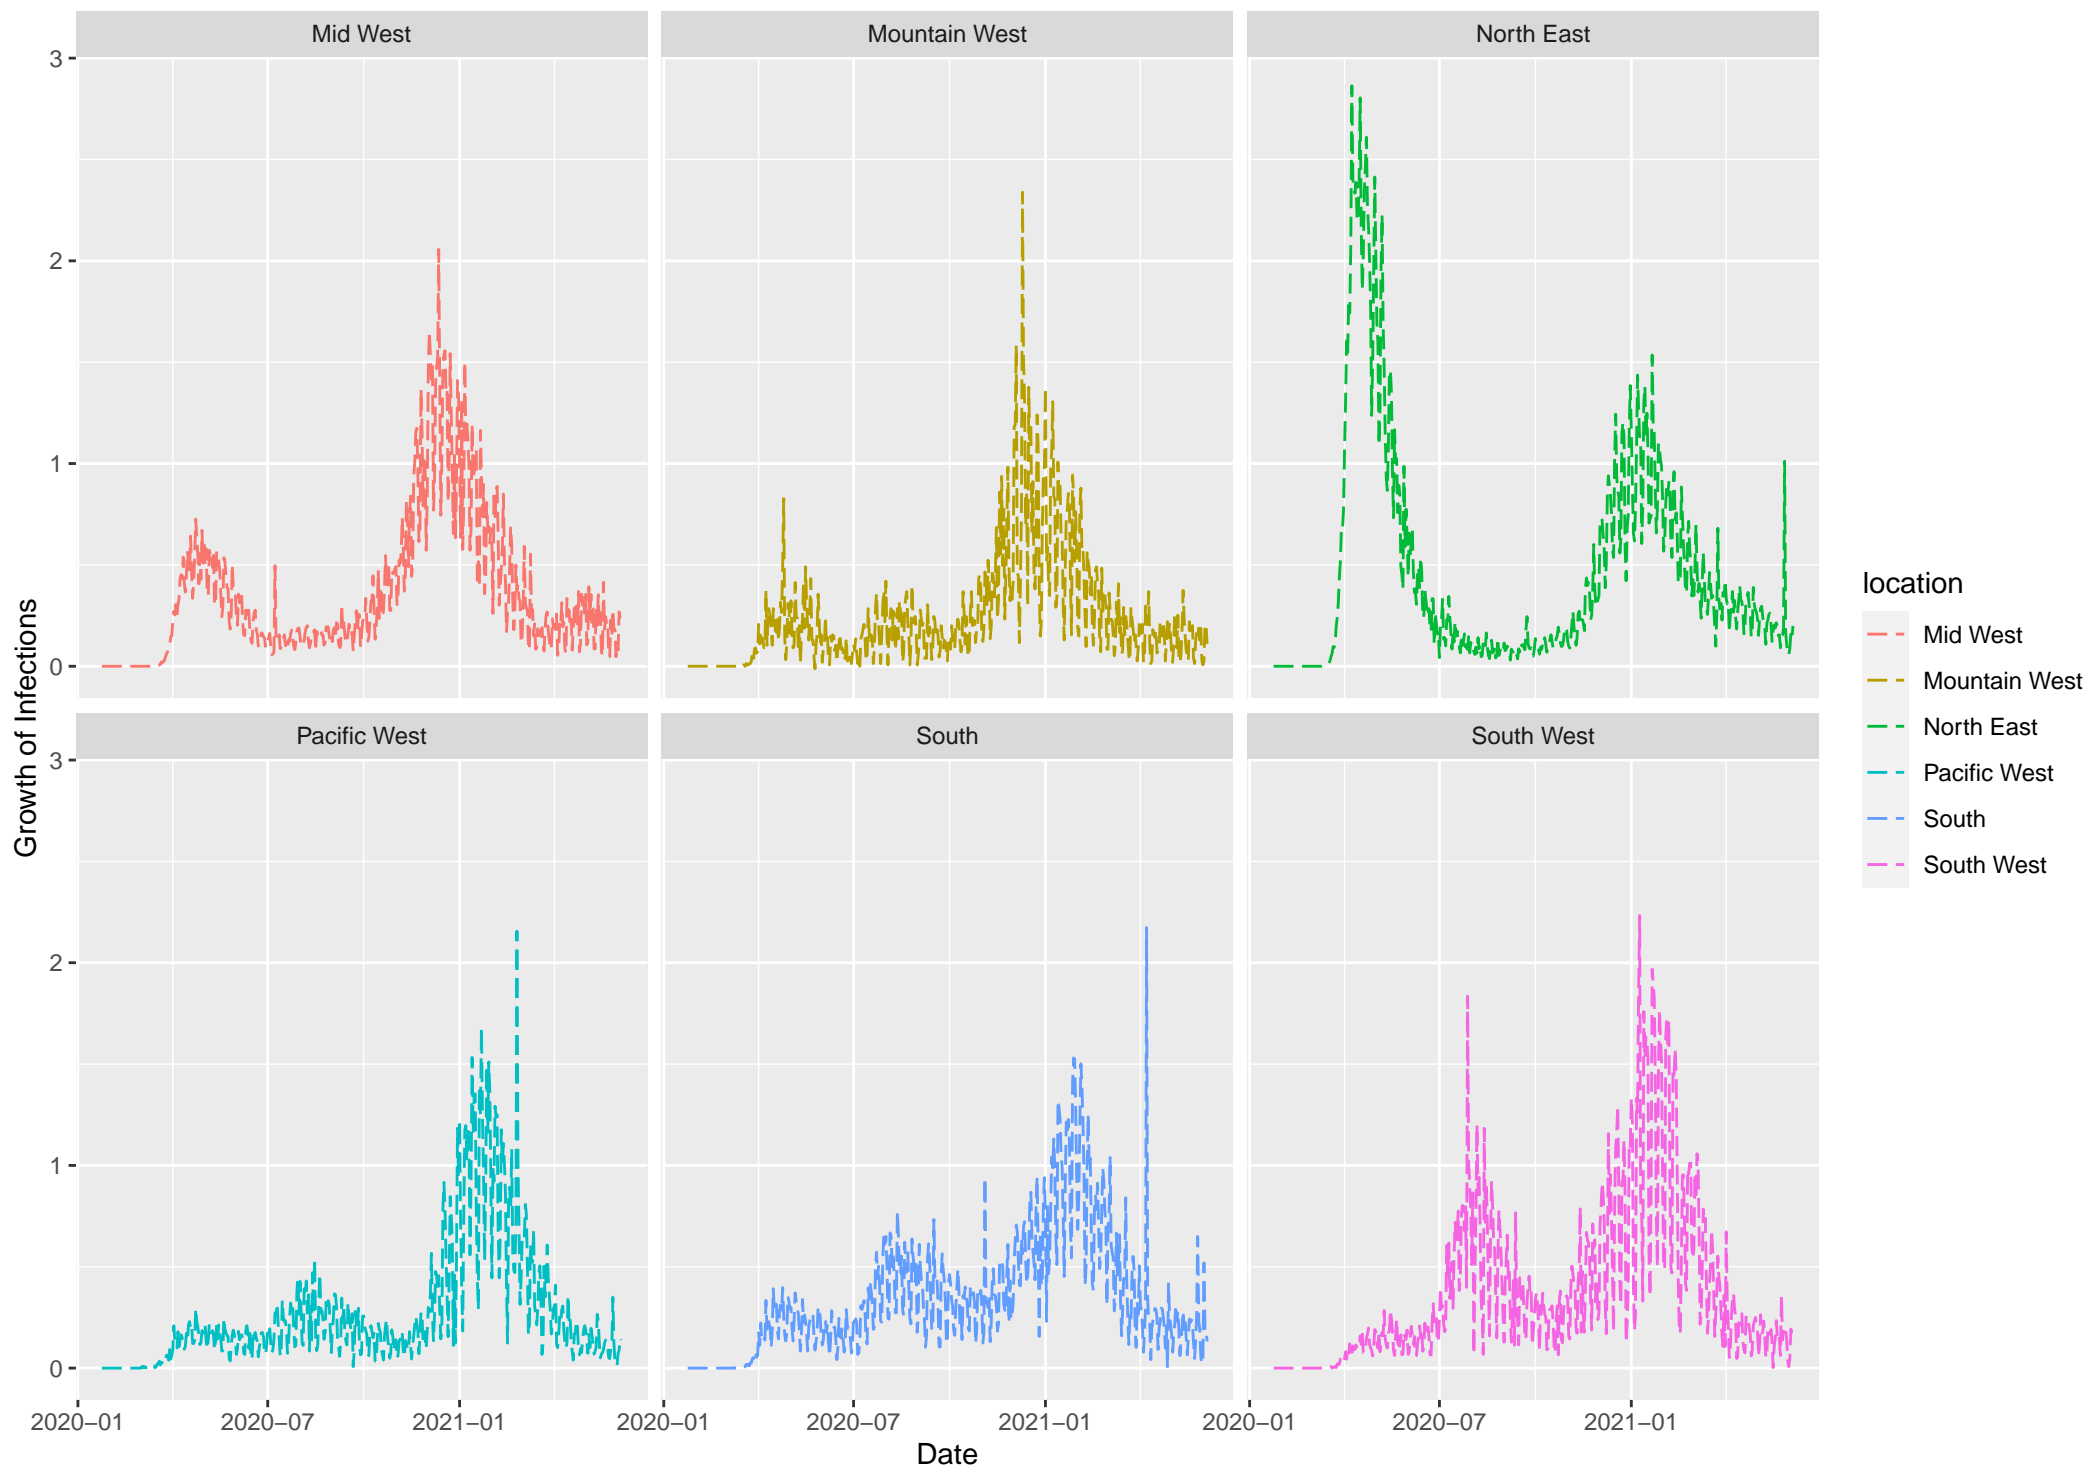 Mid West
Mountain West
North East
3
2
1
0
Pacific West
South
South West
3
2
1
0
2020–01
2020–07
2021–01
2020–01
2020–07
2021–01
2020–01
2020–07
2021–01
Date
Growth of Infections
location
Mid West
Mountain West
North East
Pacific West
South
South West